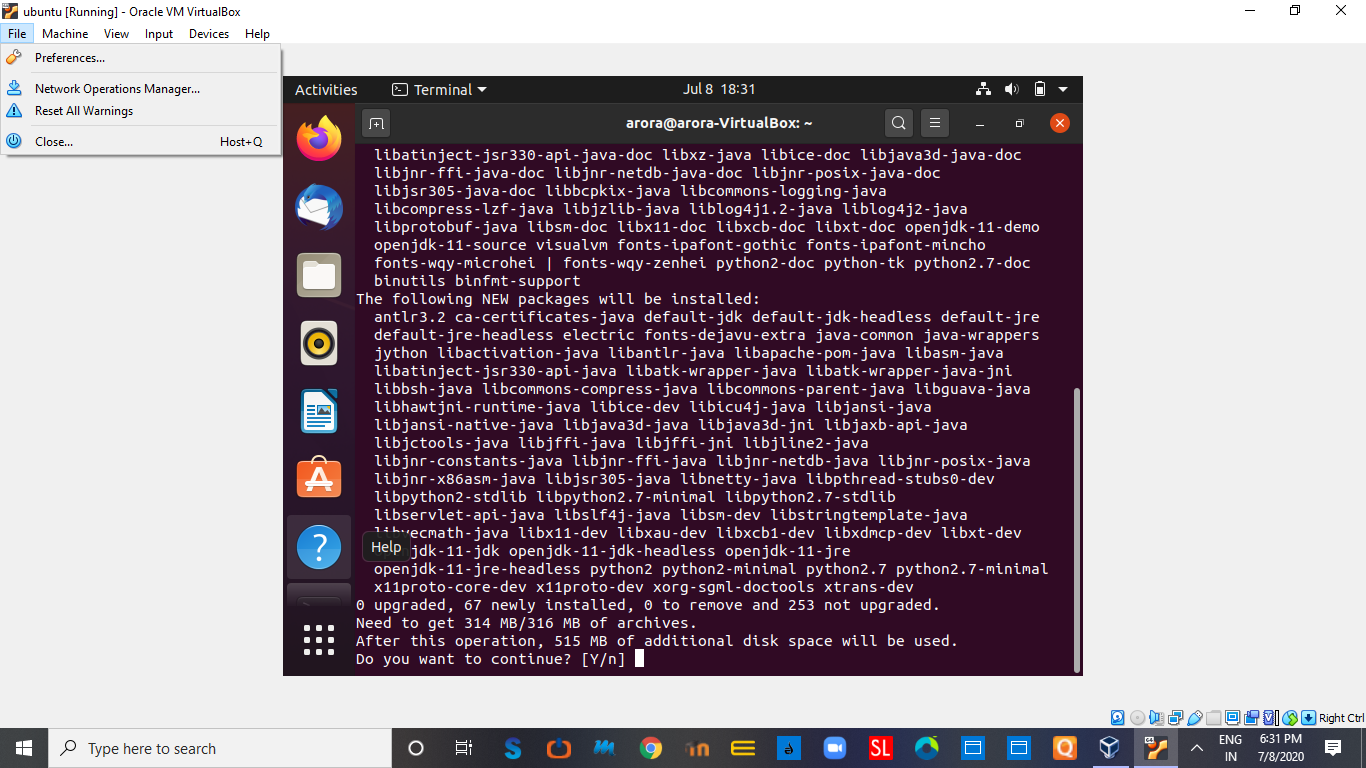 ubuntu [Running] - Oracle VM VirtualBox
File Machine View Input Devices Help
Preferences...
Network Operations Manager...
Reset All Warnings
Close... Host+Q
Activities Terminal Jul 8 18:31
arora@arora-VirtualBox: ~
libatinject-jsr330-api-java-doc libxz-java libice-doc libjava3d-java-doc
libjnr-ffi-java-doc libjnr-netdb-java-doc libjnr-posix-java-doc
libjsr305-java-doc libbcpkix-java libcommons-logging-java
libcompress-lzf-java libjzlib-java liblog4j1.2-java liblog4j2-java
libprotobuf-java libsm-doc libx11-doc libxcb-doc libxt-doc openjdk-11-demo
openjdk-11-source visualvm fonts-ipafont-gothic fonts-ipafont-mincho
fonts-wqy-microhei | fonts-wqy-zenhei python2-doc python-tk python2.7-doc
binutils binfmt-support
The following NEW packages will be installed:
antlr3.2 ca-certificates-java default-jdk default-jdk-headless default-jre
default-jre-headless electric fonts-dejavu-extra java-common java-wrappers
jython libactivation-java libantlr-java libapache-pom-java libasm-java
libatinject-jsr330-api-java libatk-wrapper-java libatk-wrapper-java-jni
libbsh-java libcommons-compress-java libcommons-parent-java libguava-java
libhawtjni-runtime-java libice-dev libicu4j-java libjansi-java
libjansi-native-java libjava3d-java libjava3d-jni libjaxb-api-java
libjctools-java libjffi-java libjffi-jni libjline2-java
libjnr-constants-java libjnr-ffi-java libjnr-netdb-java libjnr-posix-java
libjnr-x86asm-java libjsr305-java libnetty-java libpthread-stubs0-dev
libpython2-stdlib libpython2.7-minimal libpython2.7-stdlib
libservlet-api-java libslf4j-java libsm-dev libstringtemplate-java
libvecmath-java libx11-dev libxau-dev libxcb1-dev libxdmcp-dev libxt-dev
Help
jdk-11-jdk openjdk-11-jdk-headless openjdk-11-jre
openjdk-11-jre-headless python2 python2-minimal python2.7 python2.7-minimal
x11proto-core-dev x11proto-dev xorg-sgml-doctools xtrans-dev
0 upgraded, 67 newly installed, 0 to remove and 253 not upgraded.
Need to get 314 MB/316 MB of archives.
After this operation, 515 MB of additional disk space will be used.
Do you want to continue? [Y/n]
Right Ctrl
Type here to search
SL
ENG
IN
6:31 PM
7/8/2020